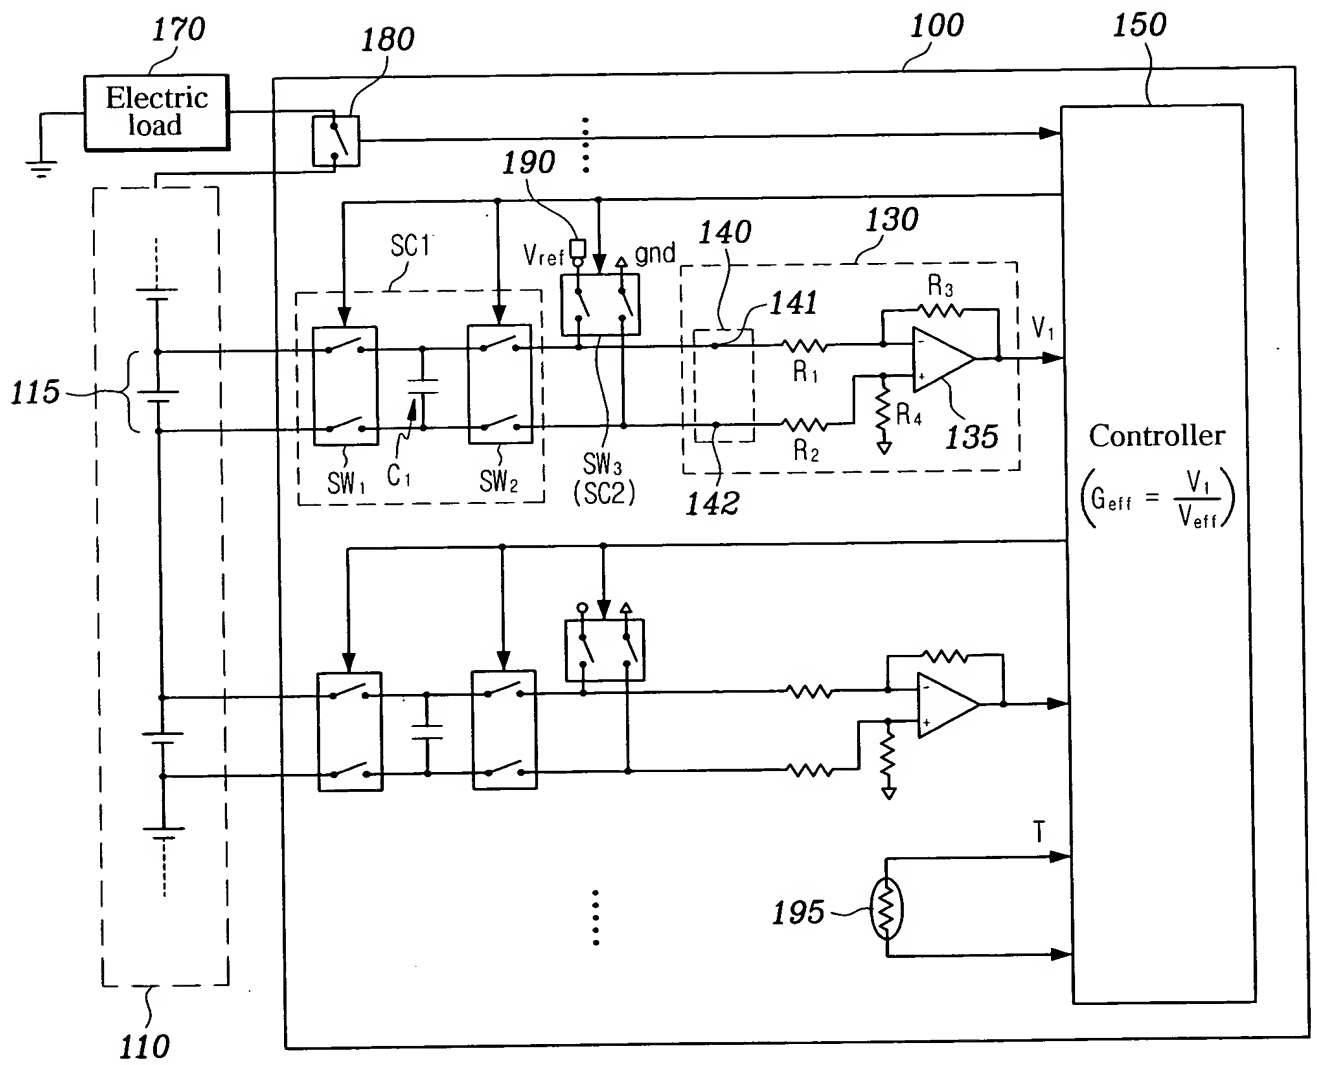 170
180
100
150
Electric
load
190
Vref
gnd
SC1
140
130
141
R3
V1
115
R1
R4
135
R2
SW1
C1
SW2
SW3
(SC2)
142
Controller
(Geff = V1/Veff)
T
195
110
- 
+
-
+